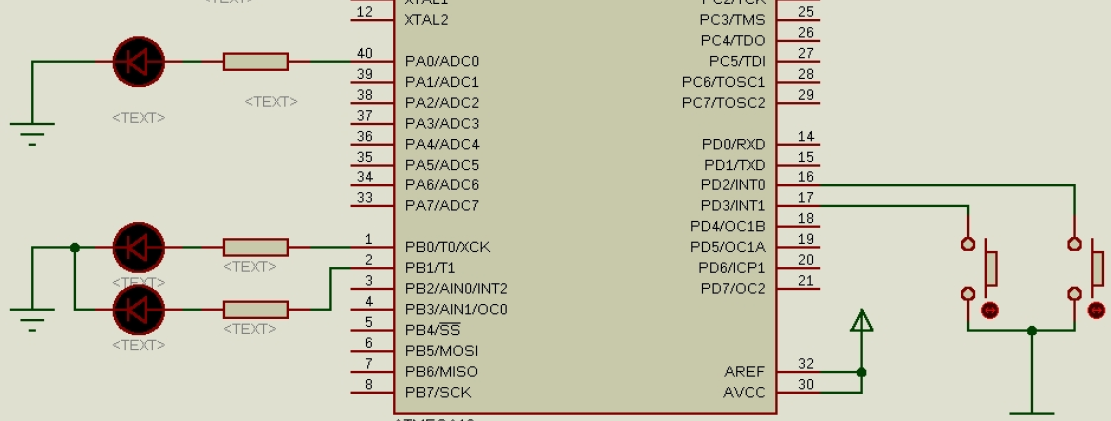 <TEXT>
XTAL1
12 XTAL2
40 PA0/ADC0
39 PA1/ADC1
38 PA2/ADC2
37 PA3/ADC3
36 PA4/ADC4
35 PA5/ADC5
34 PA6/ADC6
33 PA7/ADC7
1 PB0/T0/XCK
2 PB1/T1
3 PB2/AIN0/INT2
4 PB3/AIN1/OC0
5 PB4/SS
6 PB5/MOSI
7 PB6/MISO
8 PB7/SCK
PC2/TCK
PC3/TMS 25
PC4/TDO 26
PC5/TDI 27
PC6/TOSC1 28
PC7/TOSC2 29
PD0/RXD 14
PD1/TXD 15
PD2/INT0 16
PD3/INT1 17
PD4/OC1B 18
PD5/OC1A 19
PD6/ICP1 20
PD7/OC2 21
AREF 32
AVCC 30
<TEXT>
<TEXT>
<TEXT>
<TEXT>
<TEXT>
<TEXT>